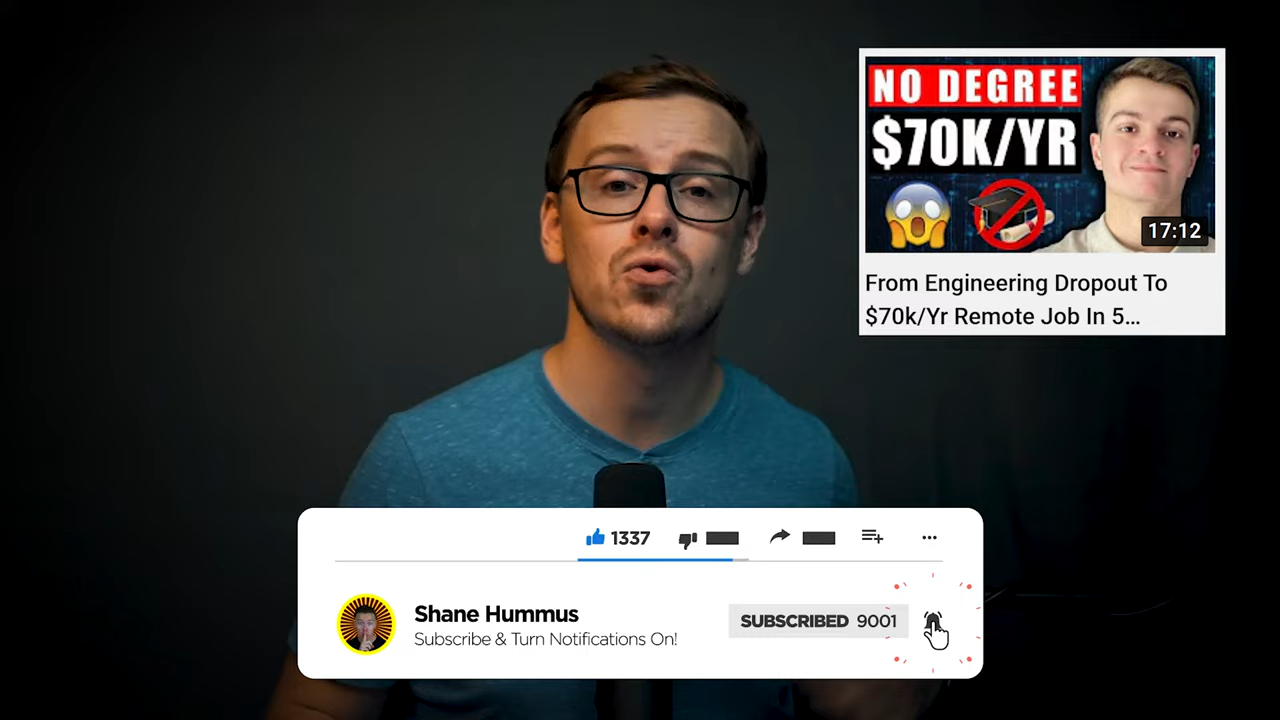 NO DEGREE
$70K/YR
17:12
From Engineering Dropout To
$70k/Yr Remote Job In 5...
1337
Shane Hummus
Subscribe & Turn Notifications On!
SUBSCRIBED 9001